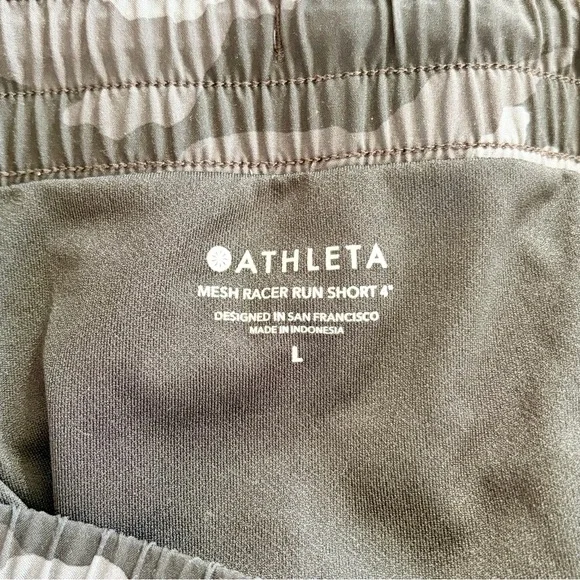 ATHLETA
MESH RACER RUN SHORT 4"
DESIGNED IN SAN FRANCISCO
MADE IN INDONESIA
L